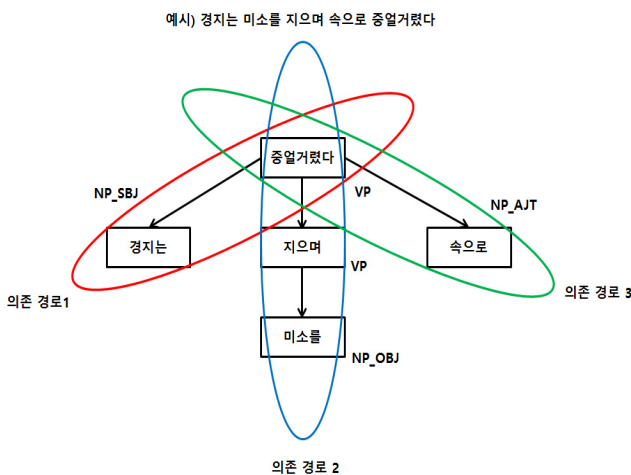 예시) 경지는 미소를 지으며 속으로 중얼거렸다
중얼거렸다
NP_SBJ
VP
NP_AJT
경지는
지으며
속으로
VP
의존 경로1
의존 경로 3
미소를
NP_OBJ
의존 경로 2